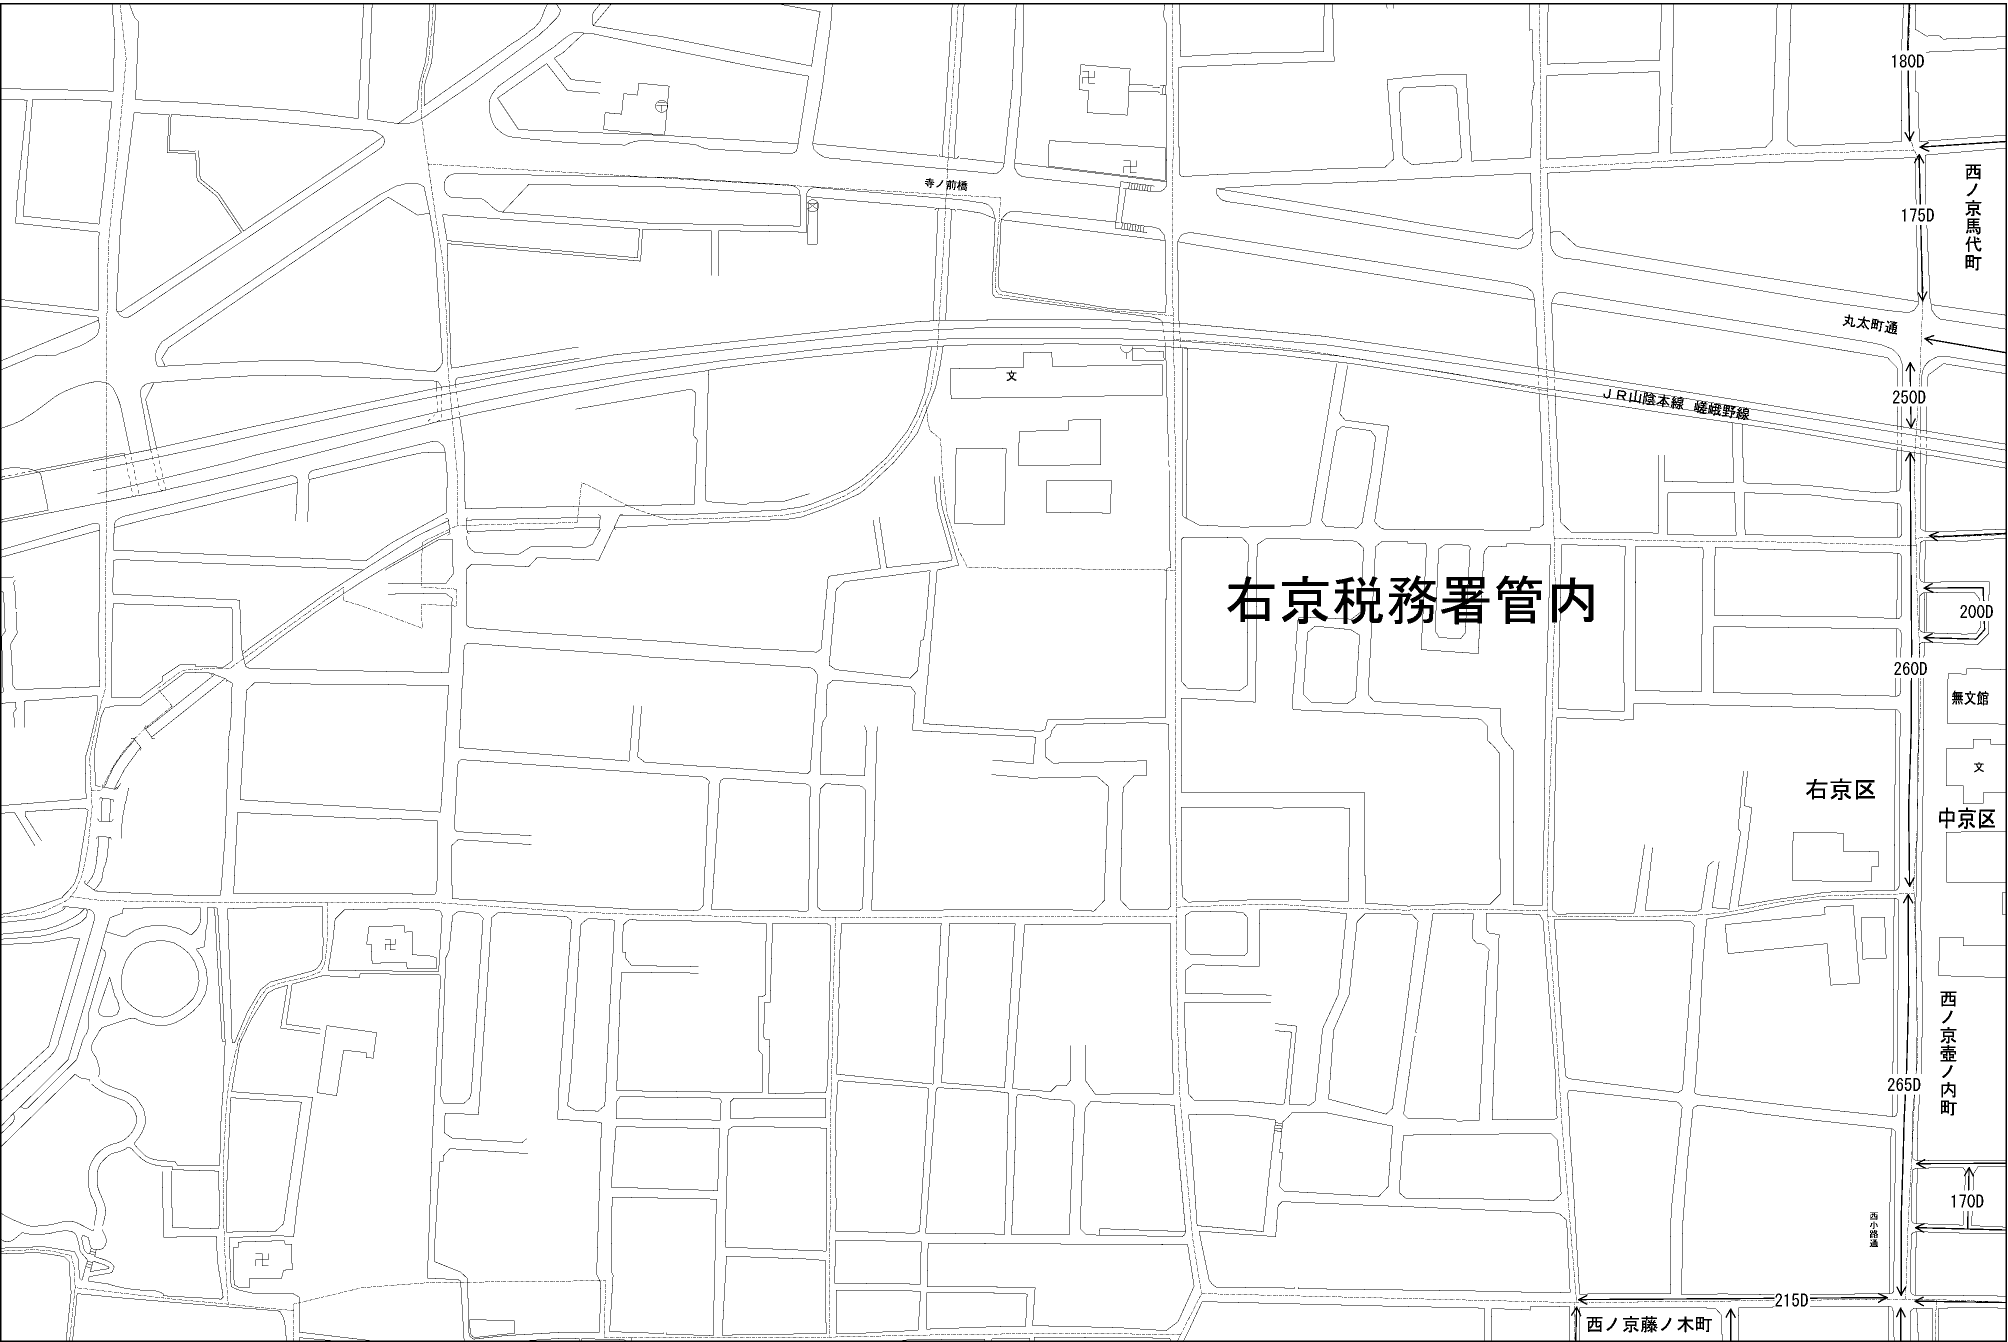 180D
西ノ京馬代町
寺ノ前橋
175D
丸太町通
文
250D
ＪＲ山陰本線 嵯峨野線
右京税務署管内
200D
260D
無文館
文
右京区
中京区
西ノ京壺ノ内町
265D
170D
西小路通
215D
西ノ京藤ノ木町